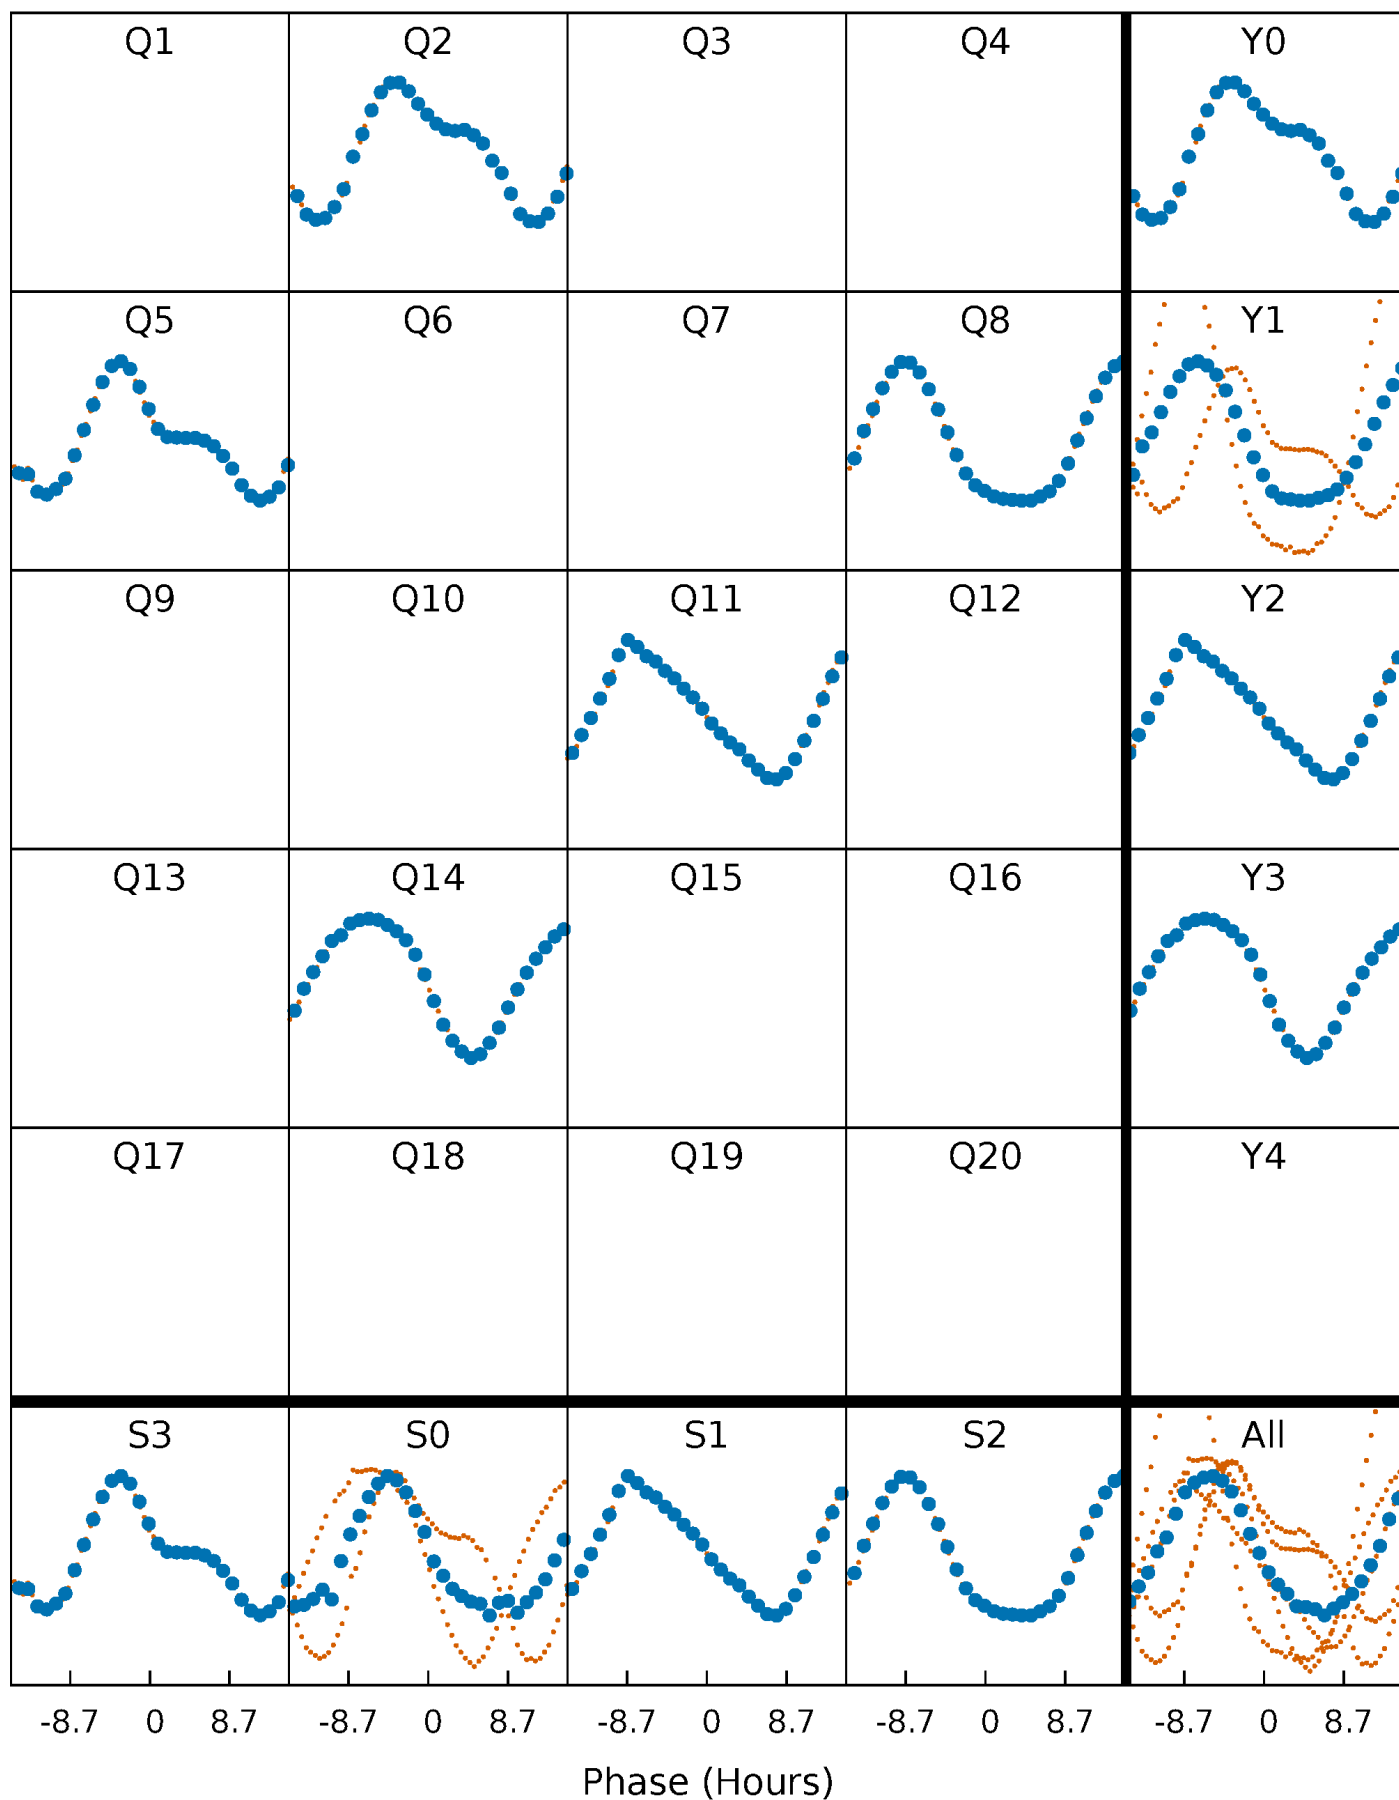 Q1 Q2 Q3 Q4 Y0
Q5 Q6 Q7 Q8 Y1
Q9 Q10 Q11 Q12 Y2
Q13 Q14 Q15 Q16 Y3
Q17 Q18 Q19 Q20 Y4
S3 S0 S1 S2 All
-8.7 0 8.7 -8.7 0 8.7 -8.7 0 8.7 -8.7 0 8.7 -8.7 0 8.7
Phase (Hours)